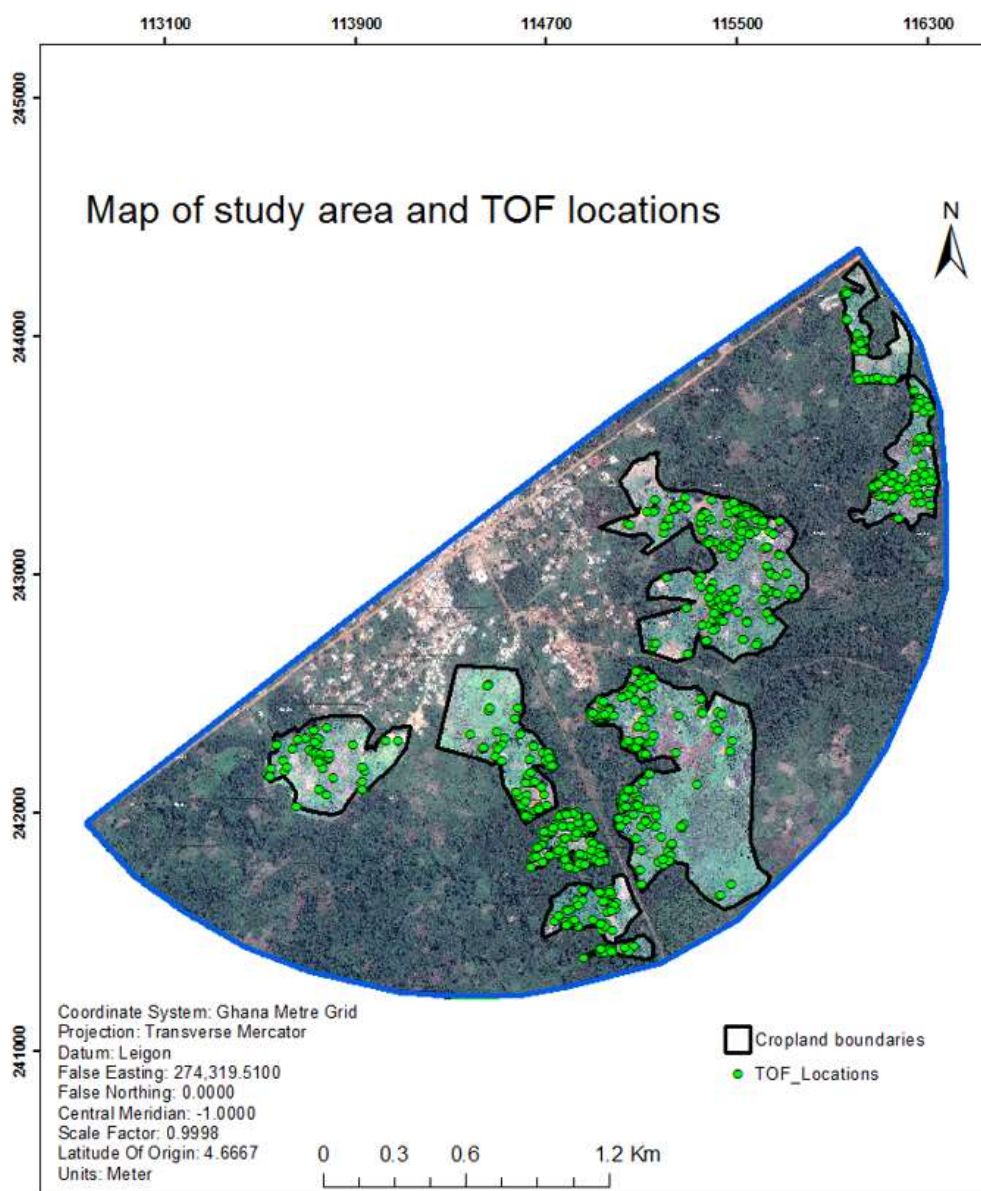 113100 113900 114700 115500 116300
245000
Map of study area and TOF locations
N
244000
243000
242000
241000
Coordinate System: Ghana Metre Grid
Projection: Transverse Mercator
Datum: Leigon
False Easting: 274,319.5100
False Northing: 0.0000
Central Meridian: -1.0000
Scale Factor: 0.9998
Latitude Of Origin: 4.6667
Units: Meter
Cropland boundaries
TOF_Locations
0 0.3 0.6 1.2 Km